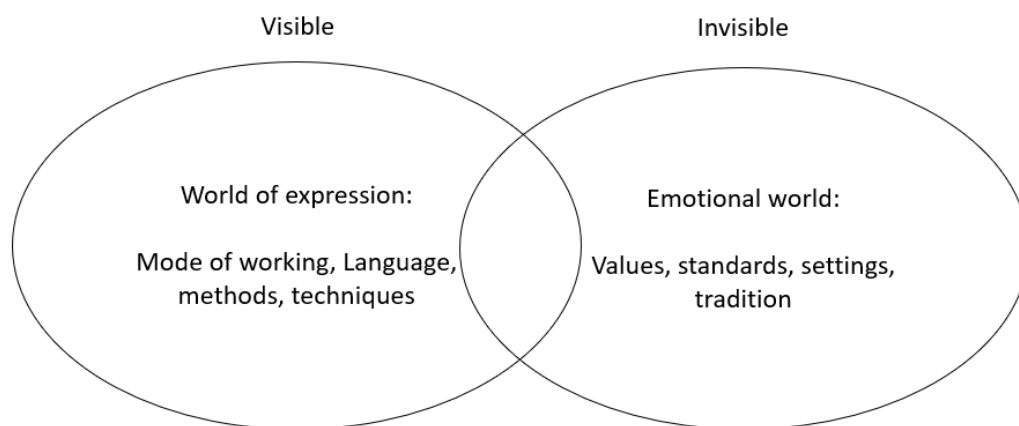 Visible
Invisible
World of expression:
Mode of working, Language,
methods, techniques
Emotional world:
Values, standards, settings,
tradition